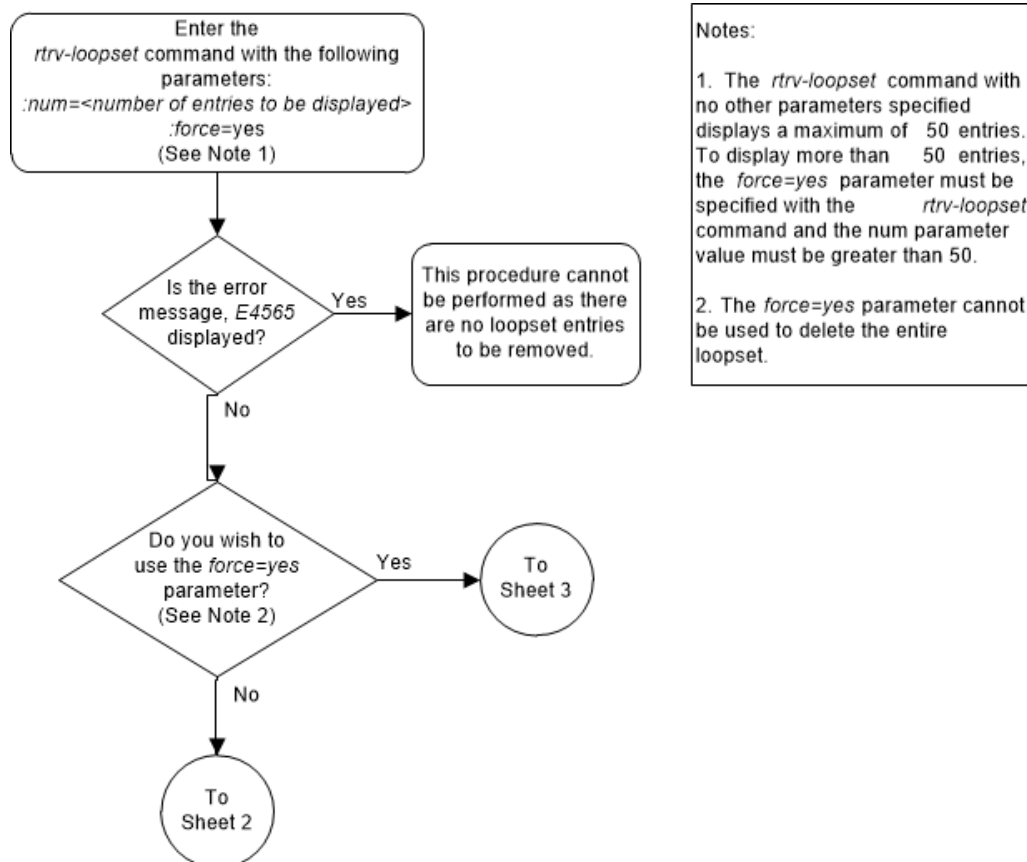 Enter the
rtrv-loopset command with the following
parameters:
:num=<number of entries to be displayed>
:force=yes
(See Note 1)
Is the error
message, E4565
displayed?
Yes
This procedure cannot
be performed as there
are no loopset entries
to be removed.
No
Do you wish to
use the force=yes
parameter?
(See Note 2)
Yes
To
Sheet 3
No
To
Sheet 2
Notes:
1. The rtrv-loopset command with
no other parameters specified
displays a maximum of 50 entries.
To display more than 50 entries,
the force=yes parameter must be
specified with the rtrv-loopset
command and the num parameter
value must be greater than 50.
2. The force=yes parameter cannot
be used to delete the entire
loopset.